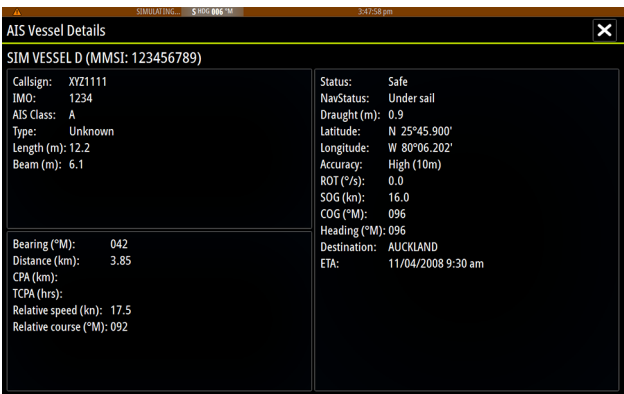 SIMULATING... S HDG 006 °M 3:47:58 pm
AIS Vessel Details
SIM VESSEL D (MMSI: 123456789)
Callsign: XYZ1111
IMO: 1234
AIS Class: A
Type: Unknown
Length (m): 12.2
Beam (m): 6.1
Bearing (°M): 042
Distance (km): 3.85
CPA (km):
TCPA (hrs):
Relative speed (kn): 17.5
Relative course (°M): 092
Status: Safe
NavStatus: Under sail
Draught (m): 0.9
Latitude: N 25°45.900'
Longitude: W 80°06.202'
Accuracy: High (10m)
ROT (°/s): 0.0
SOG (kn): 16.0
COG (°M): 096
Heading (°M): 096
Destination: AUCKLAND
ETA: 11/04/2008 9:30 am